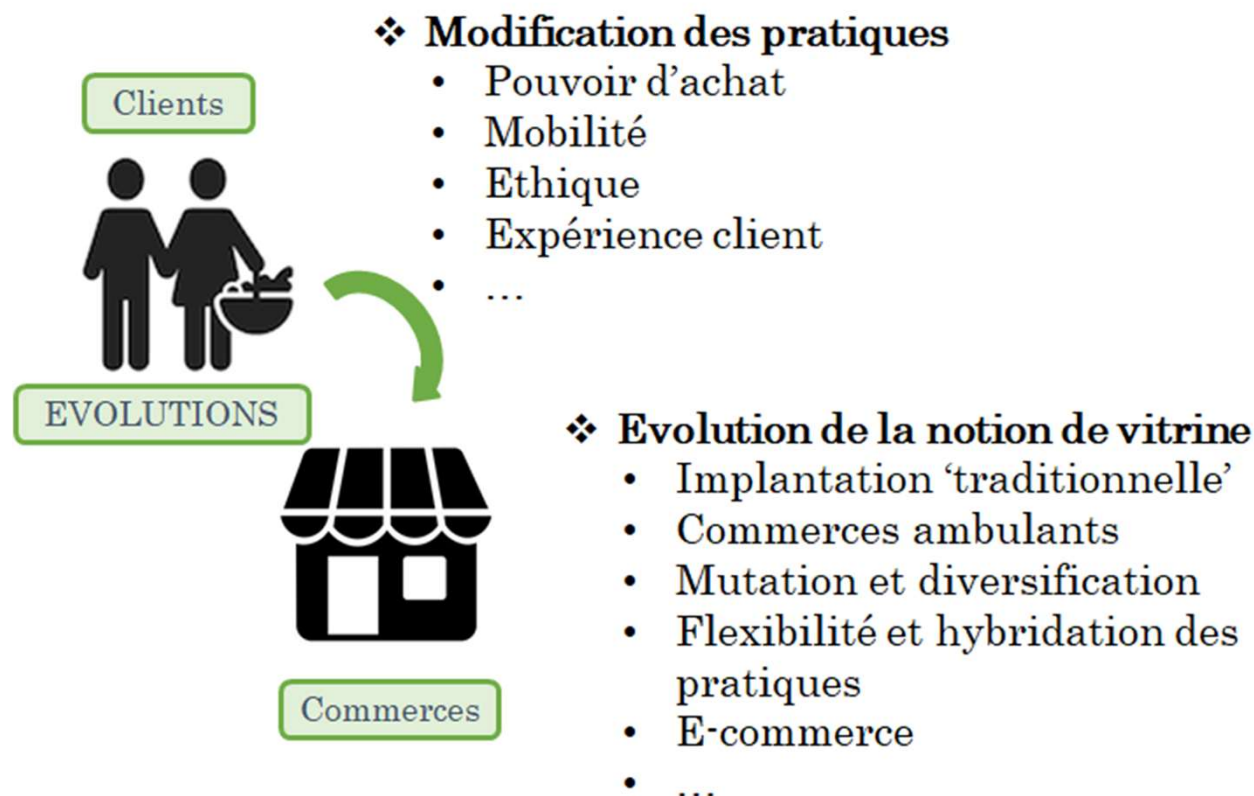 ❖ Modification des pratiques
• Pouvoir d’achat
• Mobilité
• Ethique
• Expérience client
• …
Clients
EVOLUTIONS
❖ Evolution de la notion de vitrine
• Implantation ‘traditionnelle’
• Commerces ambulants
• Mutation et diversification
• Flexibilité et hybridation des
pratiques
• E-commerce
• …
Commerces